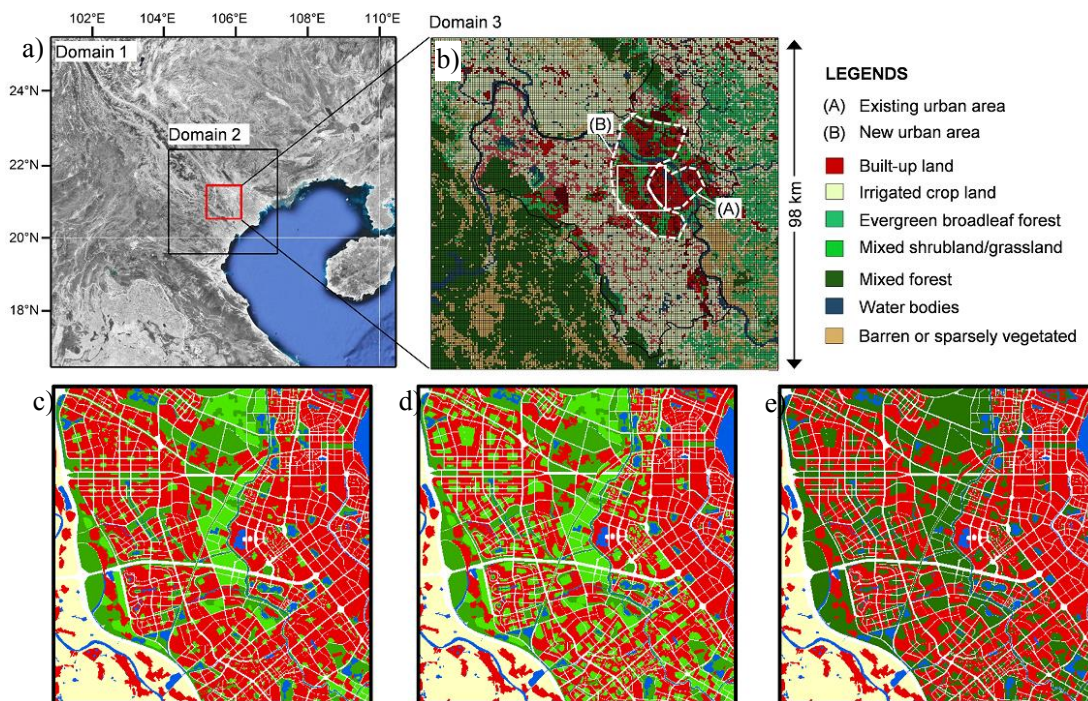 102°E 104°E 106°E 108°E 110°E
Domain 3
a)
Domain 1
24°N
22°N
20°N
18°N
Domain 2
b)
(B)
(A)
98 km
LEGENDS
(A) Existing urban area
(B) New urban area
Built-up land
Irrigated crop land
Evergreen broadleaf forest
Mixed shrubland/grassland
Mixed forest
Water bodies
Barren or sparsely vegetated
c)
d)
e)